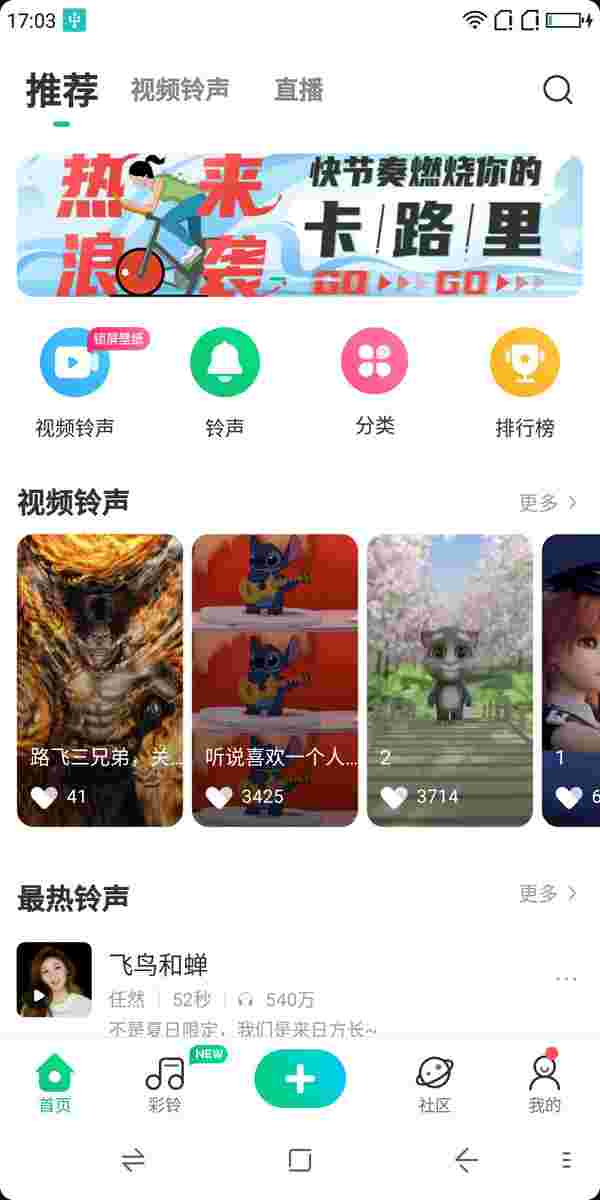 17:03
推荐 视频铃声 直播
热浪来袭
快节奏燃烧你的
卡路里
GO GO
锁屏壁纸
视频铃声 铃声 分类 排行榜
视频铃声 更多
路飞三兄弟，关... 听说喜欢一个人... 2 1
41 3425 3714 6
最热铃声 更多
飞鸟和蝉
任然 52秒 540万
不是夏日限定，我们是来日方长~
NEW
首页 彩铃 社区 我的